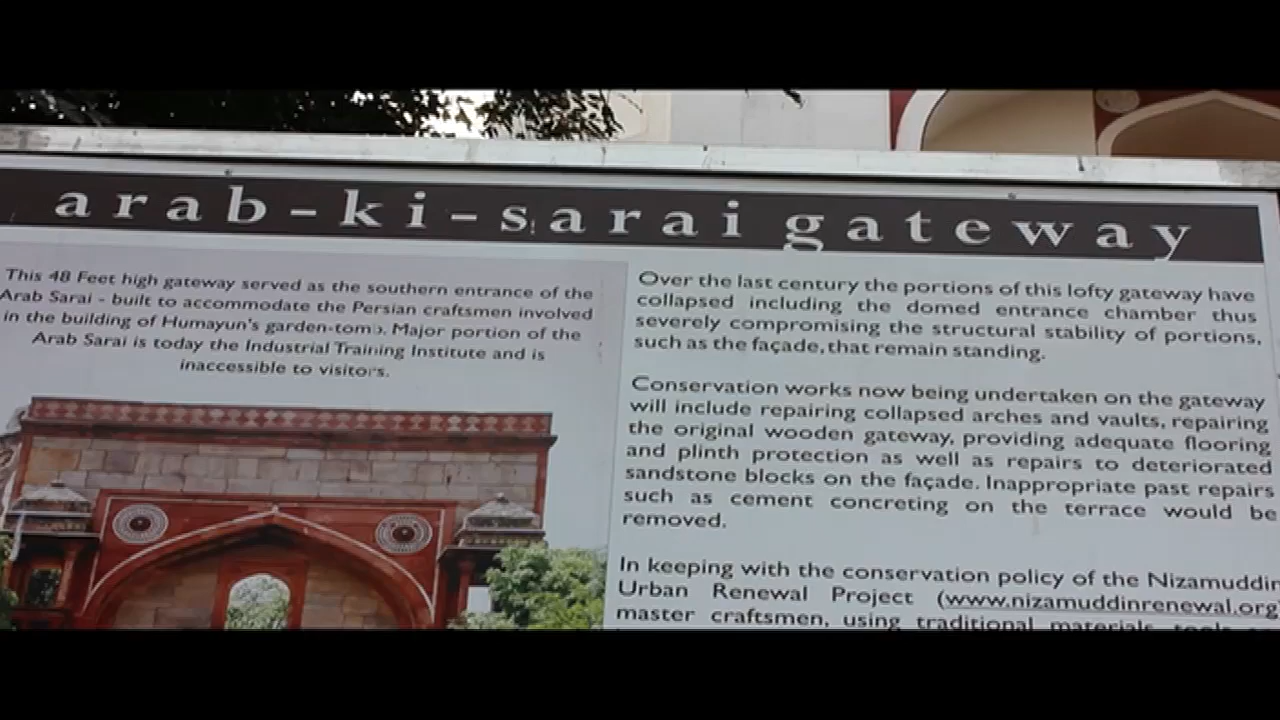 arab-ki-sarai gateway
This 48 Feet high gateway served as the southern entrance of the
Arab Sarai - built to accommodate the Persian craftsmen involved
in the building of Humayun's garden-tomb. Major portion of the
Arab Sarai is today the Industrial Training Institute and is
inaccessible to visitors.
Over the last century the portions of this lofty gateway have
collapsed including the domed entrance chamber thus
severely compromising the structural stability of portions,
such as the façade, that remain standing.
Conservation works now being undertaken on the gateway
will include repairing collapsed arches and vaults, repairing
the original wooden gateway, providing adequate flooring
and plinth protection as well as repairs to deteriorated
sandstone blocks on the façade. Inappropriate past repairs
such as cement concreting on the terrace would be
removed.
In keeping with the conservation policy of the Nizamuddin
Urban Renewal Project (www.nizamuddinrenewal.org)
master craftsmen, using traditional materials, tools